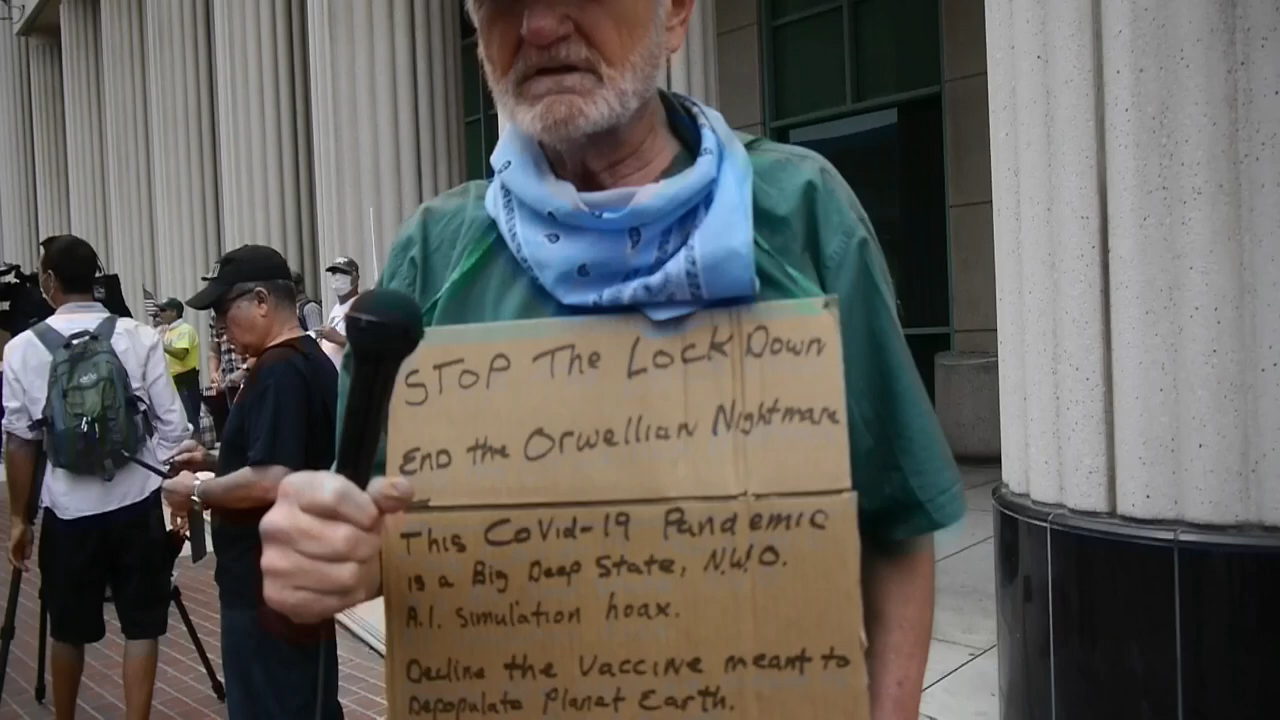 STOP The LOCK Down
END the Orwellian Nightmare
This CoVid-19 Pandemic
is a Big Deep State, N.W.O.
A.I. Simulation hoax.
Decline the Vaccine meant to
Depopulate Planet Earth.